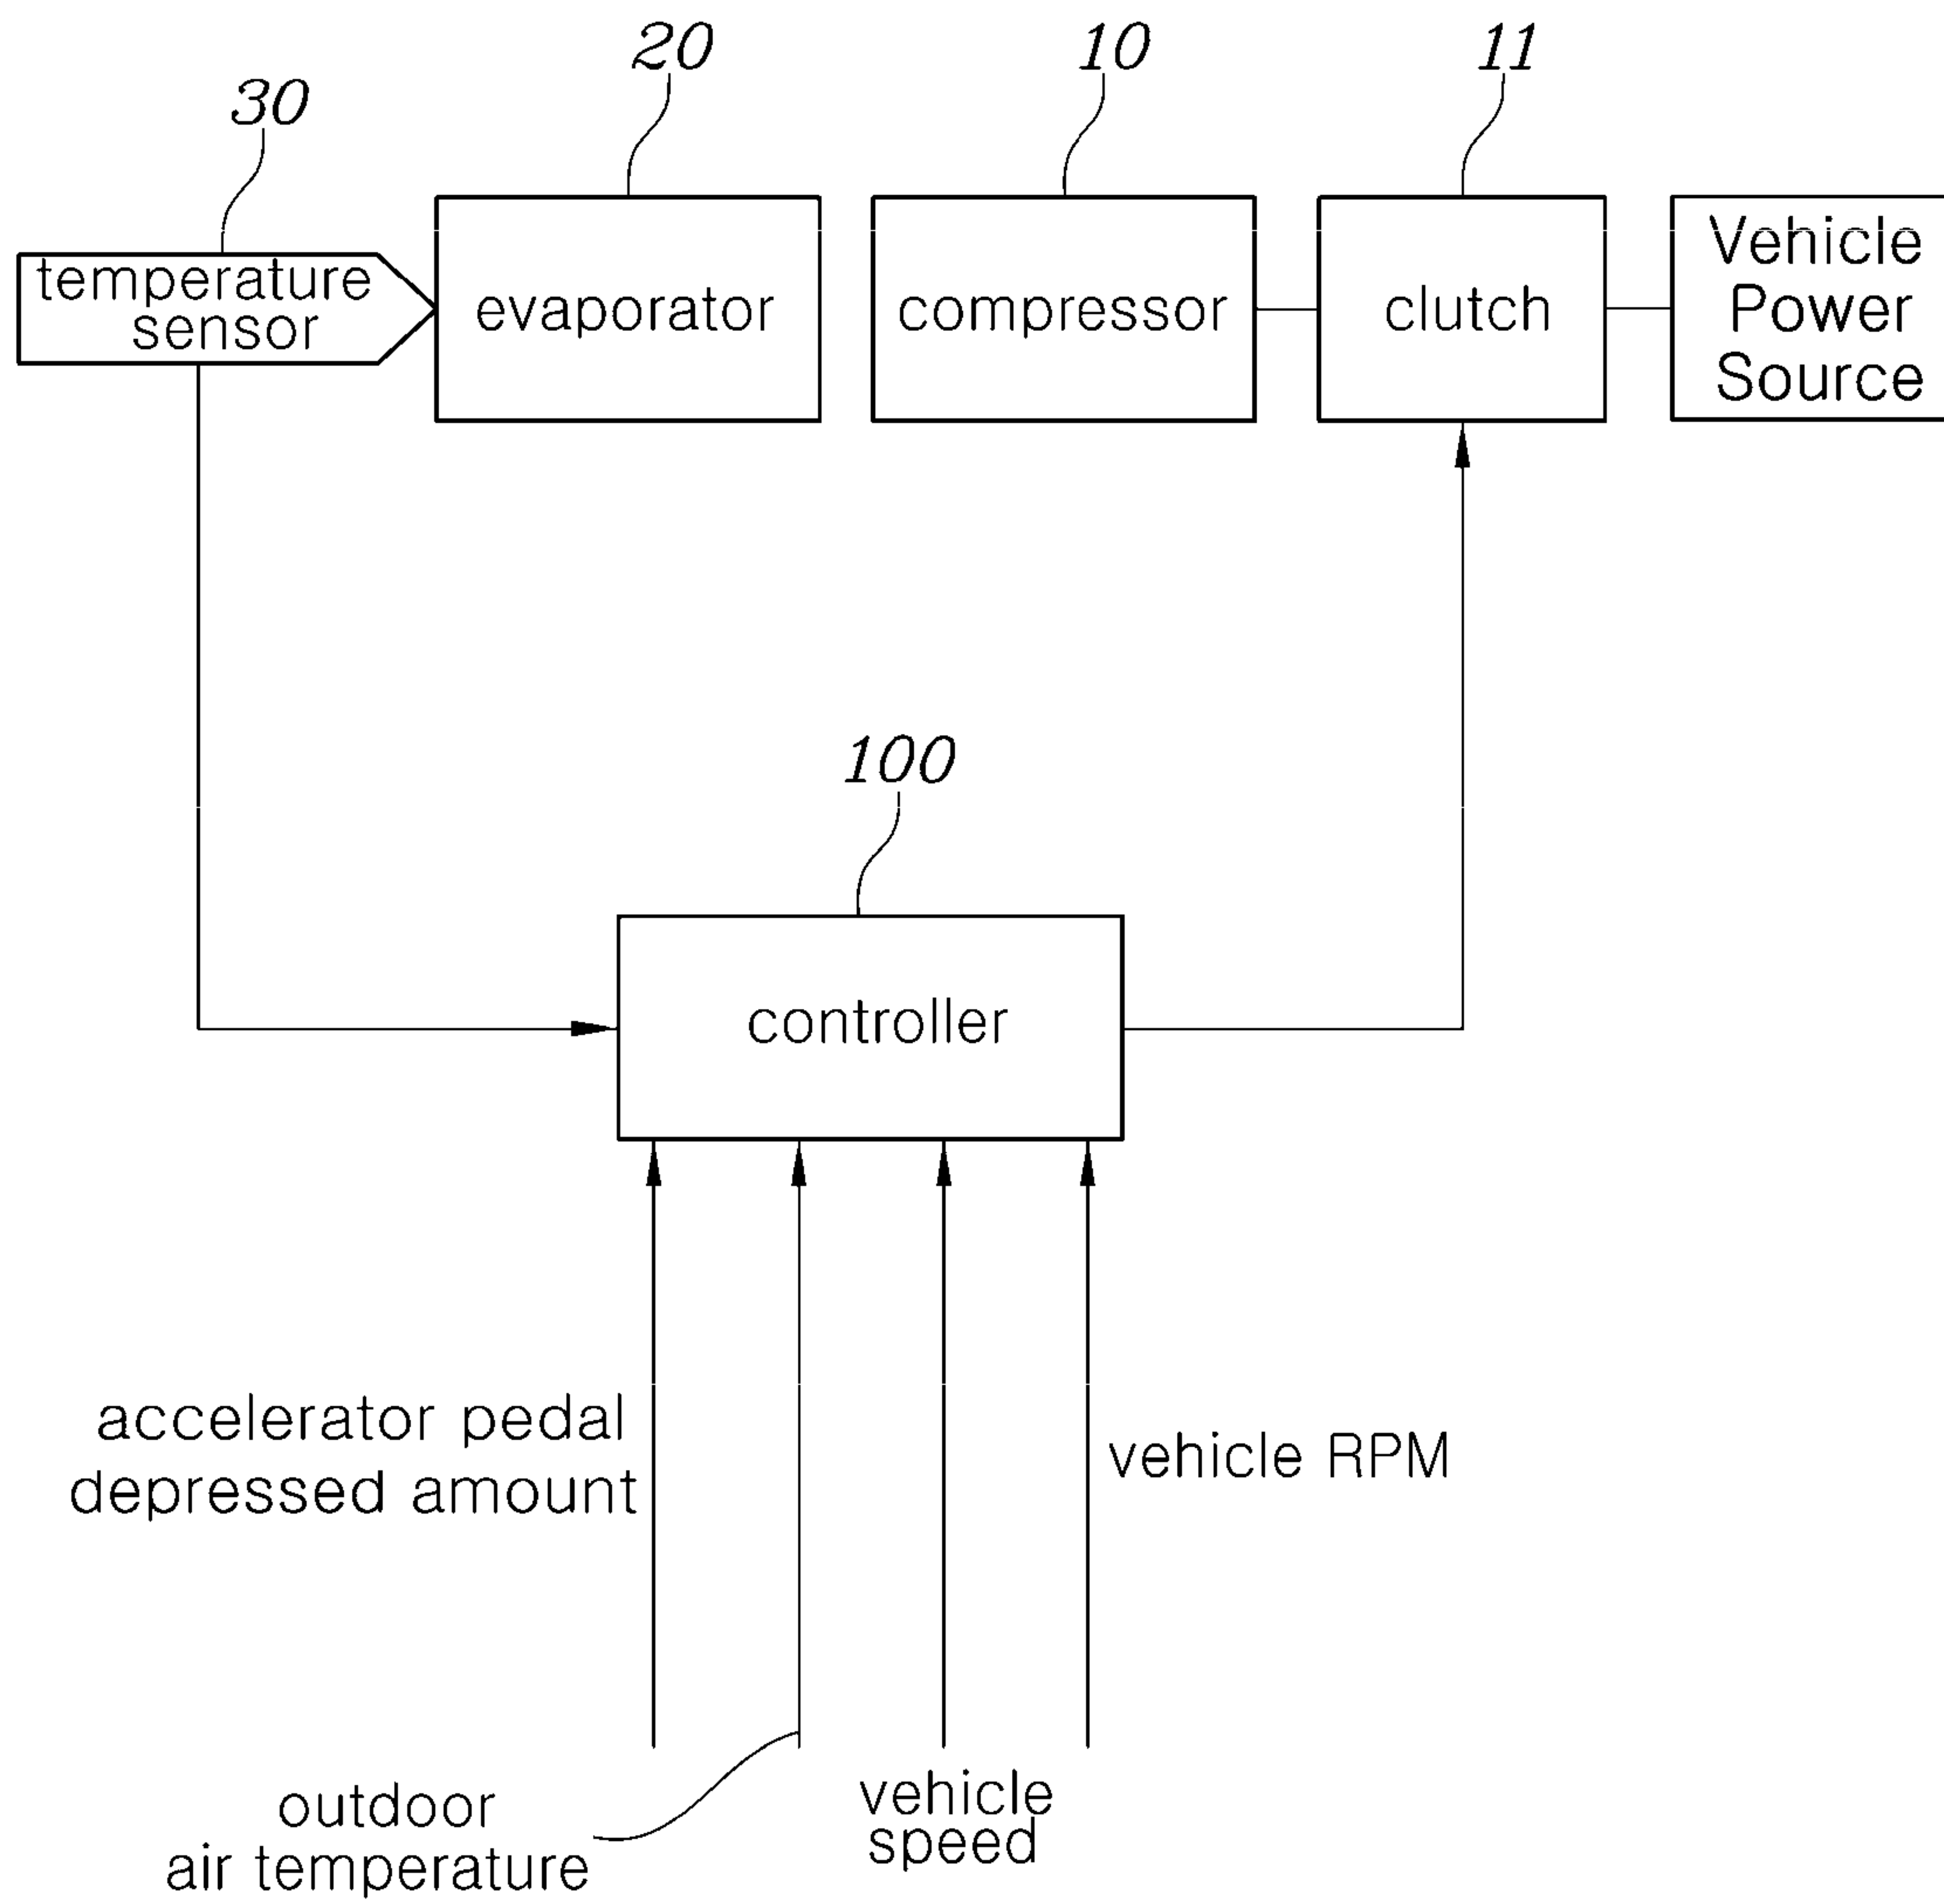 20
10
11
30
temperature
sensor
evaporator
compressor
clutch
Vehicle
Power
Source
100
controller
accelerator pedal
depressed amount
vehicle RPM
outdoor
air temperature
vehicle
speed